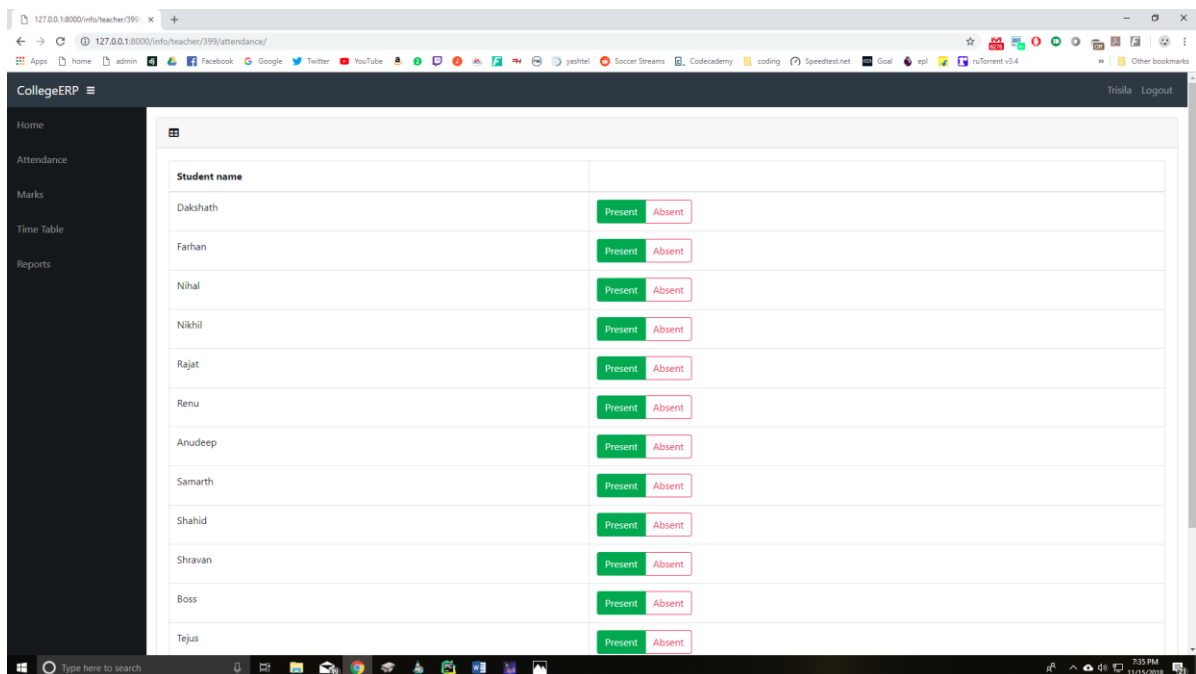 127.0.0.1:8000/info/teacher/399/
127.0.0.1:8000/info/teacher/399/attendance/
Apps home admin Facebook Google Twitter YouTube yashtel Soccer Streams Codecademy coding Speedtest.net Goal epl ruTorrent v3.4 » Other bookmarks
CollegeERP Trisila Logout
Home
Attendance
Marks
Time Table
Reports
Student name
Dakshath Present Absent
Farhan Present Absent
Nihal Present Absent
Nikhil Present Absent
Rajat Present Absent
Renu Present Absent
Anudeep Present Absent
Samarth Present Absent
Shahid Present Absent
Shravan Present Absent
Boss Present Absent
Tejus Present Absent
Type here to search 7:35 PM
11/15/2018